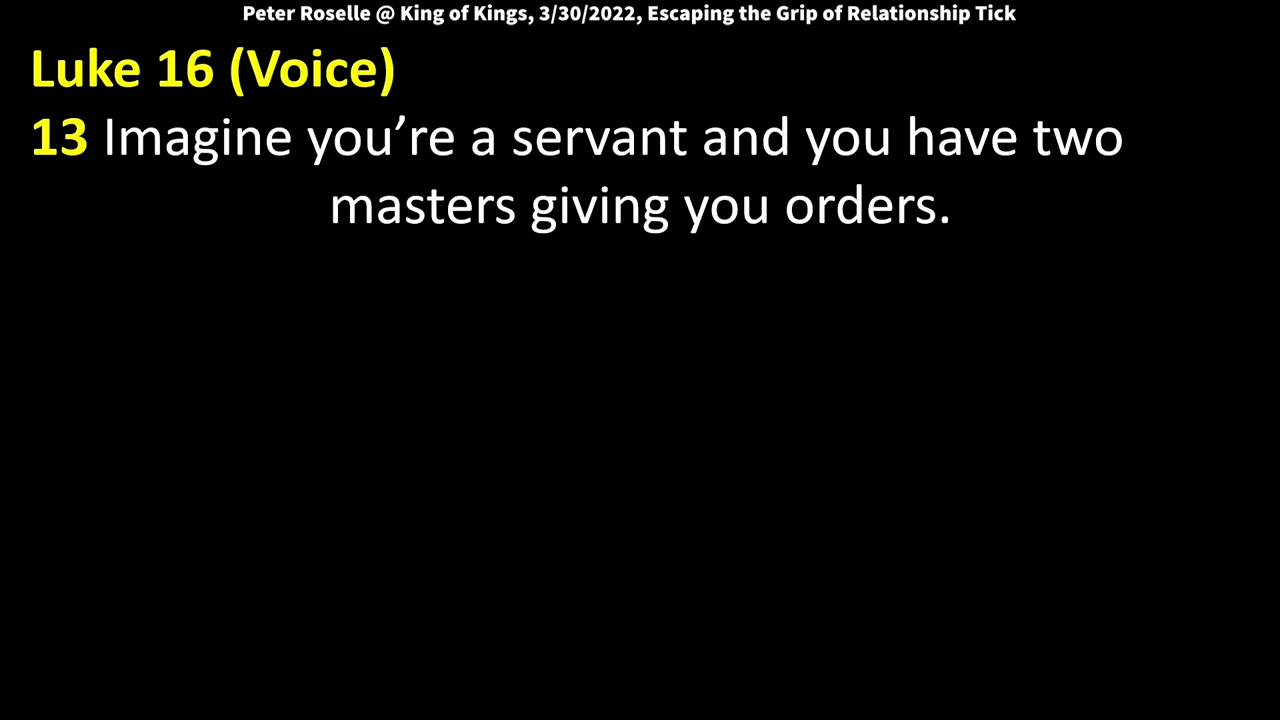 Peter Roselle @ King of Kings, 3/30/2022, Escaping the Grip of Relationship Tick
Luke 16 (Voice)
13 Imagine you’re a servant and you have two
masters giving you orders.